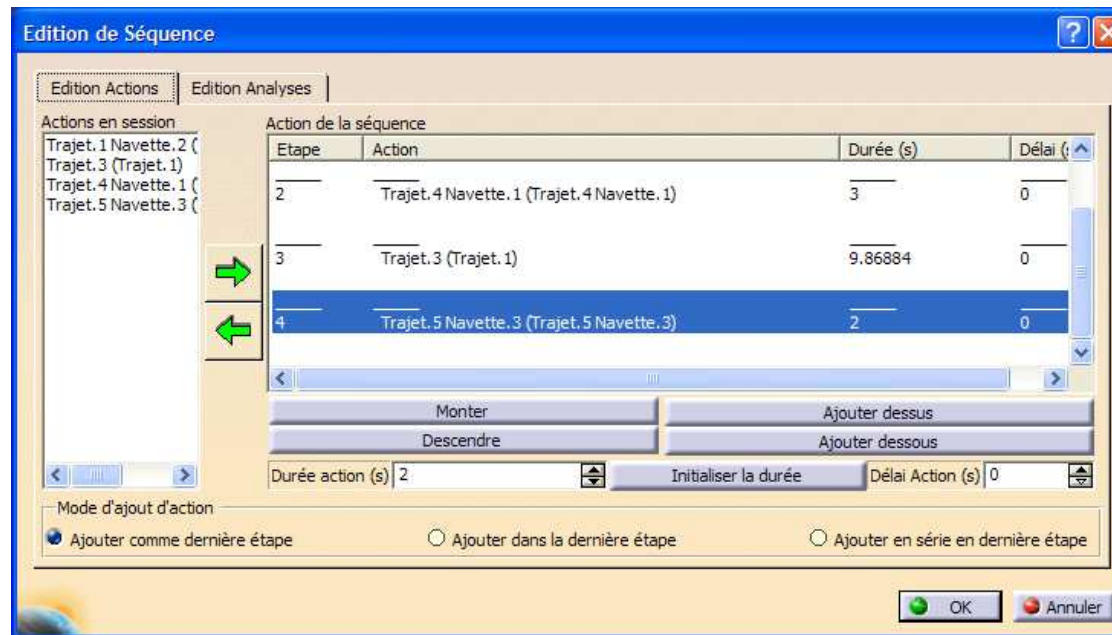 Edition de Séquence
Edition Actions
Edition Analyses
Actions en session
Trajet.1 Navette.2 (
Trajet.3 (Trajet.1)
Trajet.4 Navette.1 (
Trajet.5 Navette.3 (
Action de la séquence
Etape Action Durée (s) Délai (
2 Trajet.4 Navette.1 (Trajet.4 Navette.1) 3 0
3 Trajet.3 (Trajet.1) 9.86884 0
4 Trajet.5 Navette.3 (Trajet.5 Navette.3) 2 0
Monter Ajouter dessus
Descendre Ajouter dessous
Durée action (s) 2 Initialiser la durée Délai Action (s) 0
Mode d'ajout d'action
Ajouter comme dernière étape Ajouter dans la dernière étape Ajouter en série en dernière étape
OK Annuler